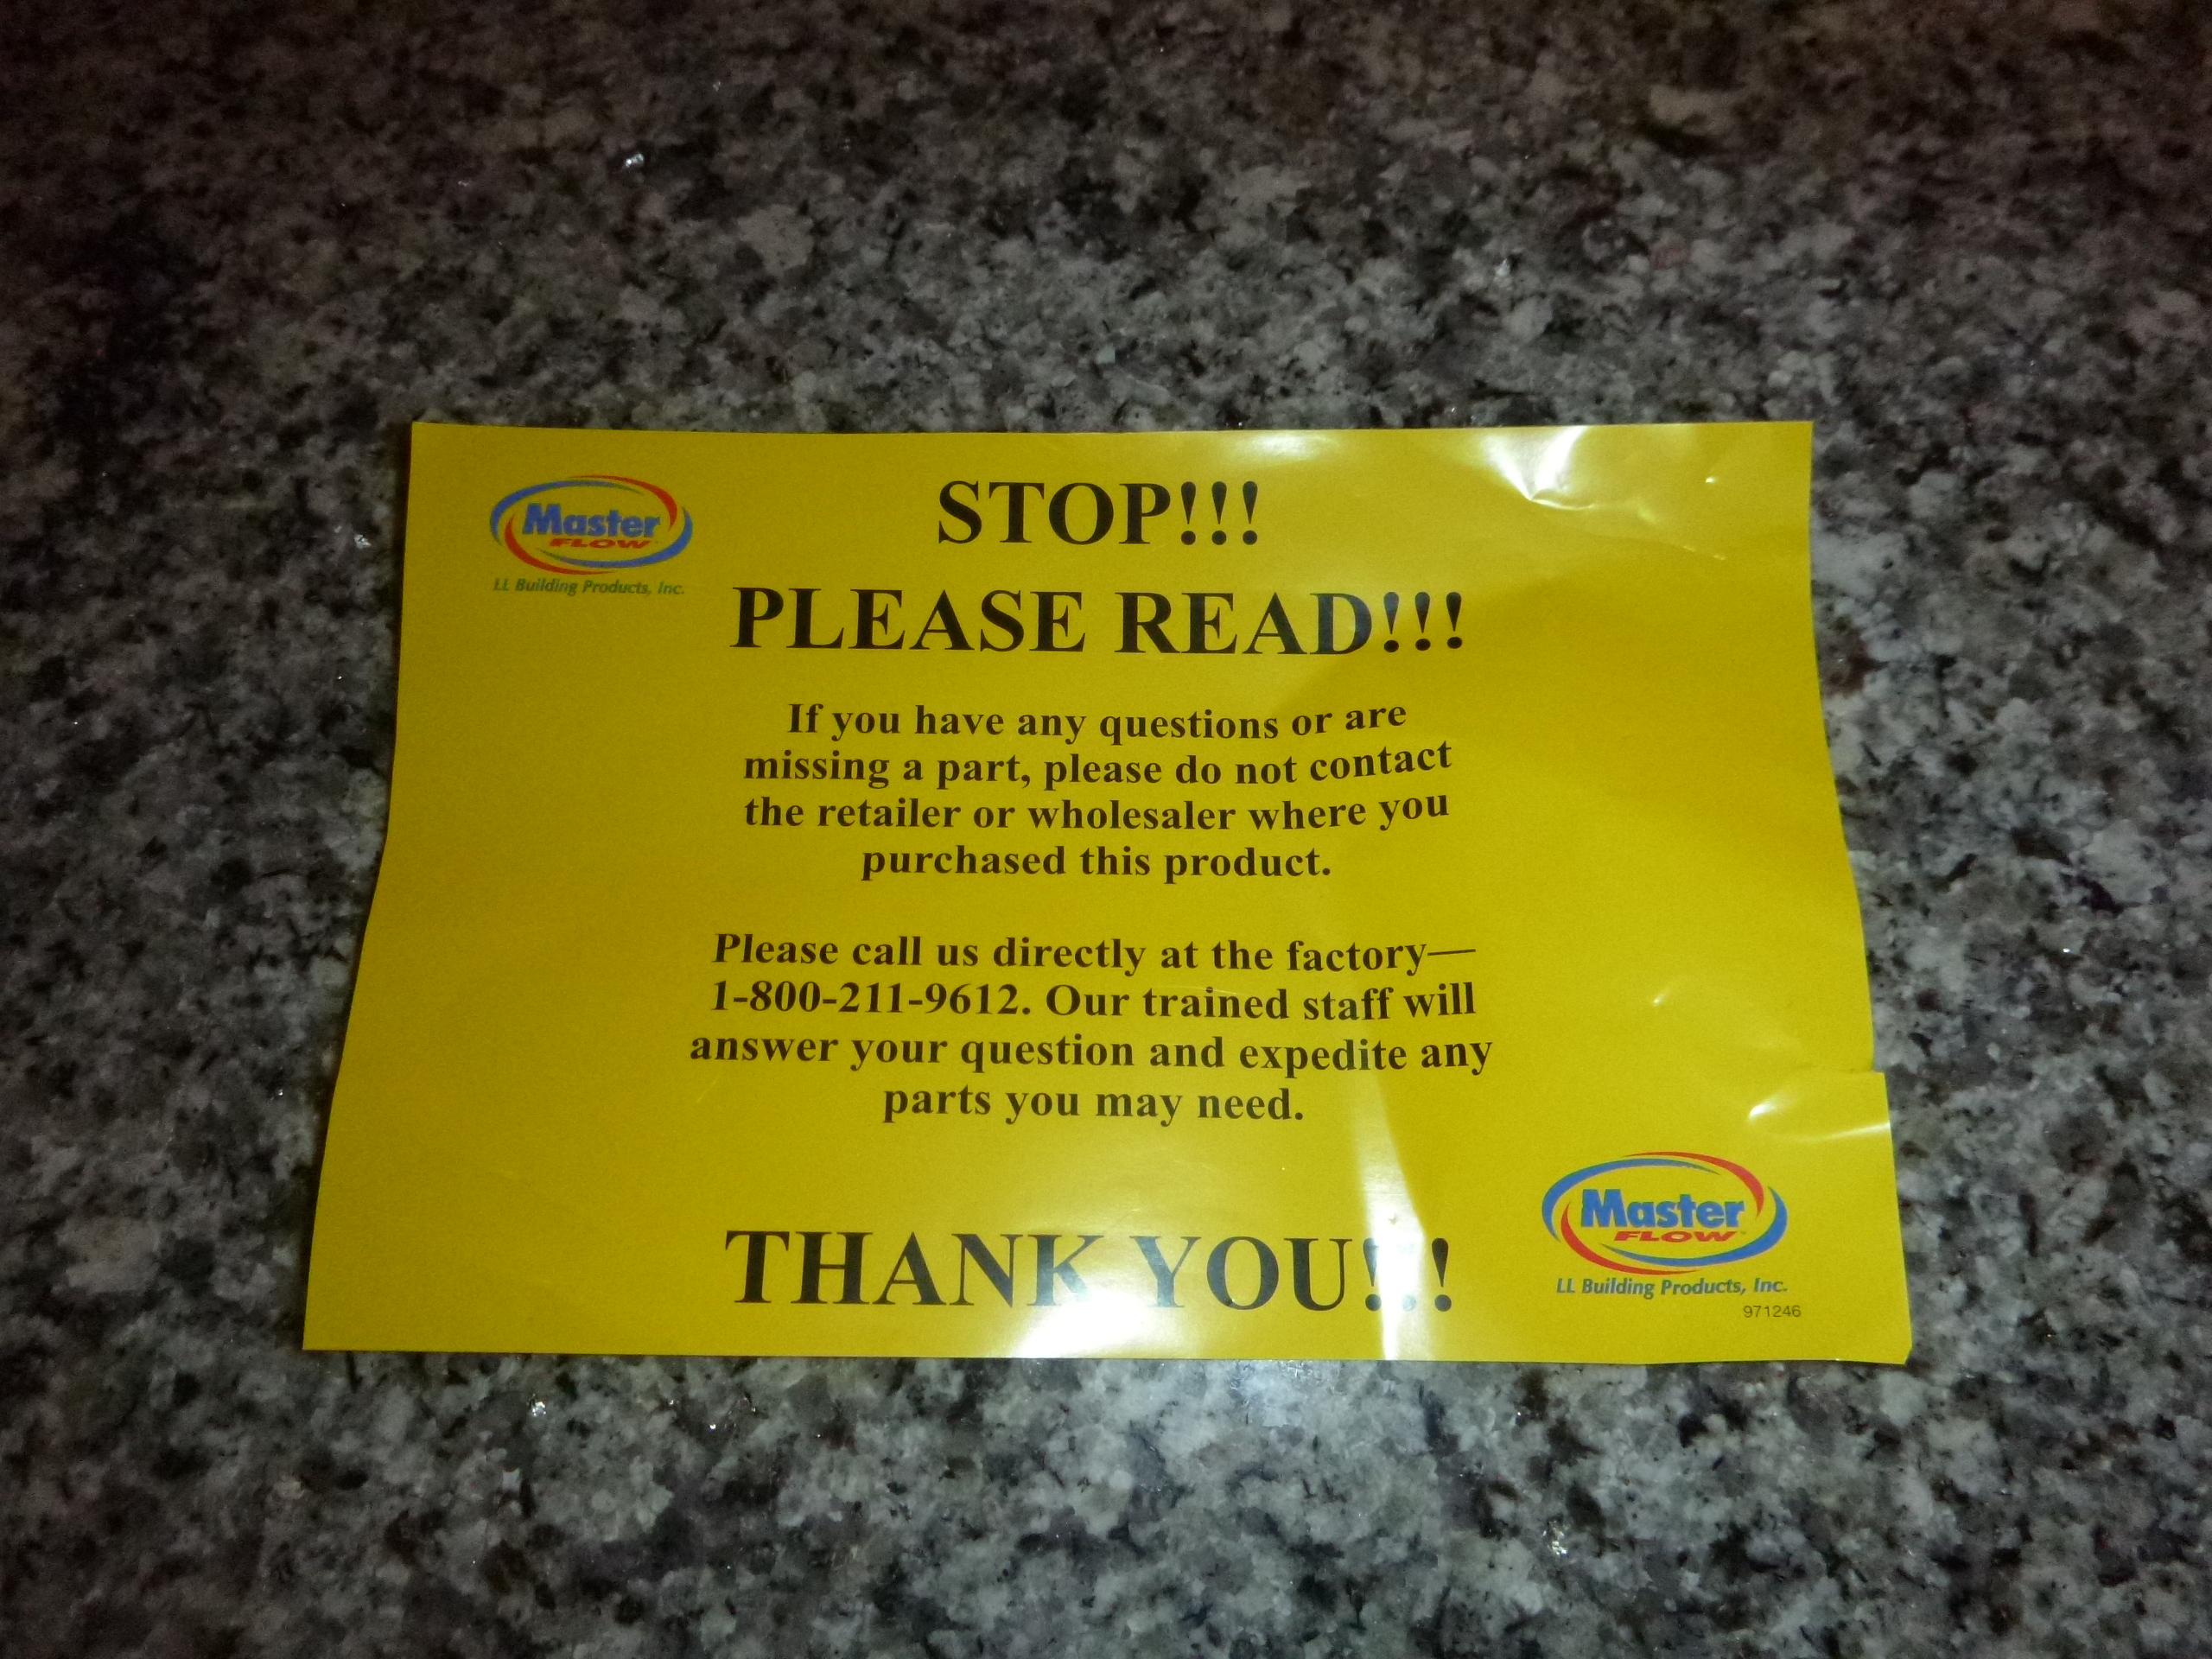 Master
FLOW
LL Building Products, Inc.
STOP!!!
PLEASE READ!!!
If you have any questions or are
missing a part, please do not contact
the retailer or wholesaler where you
purchased this product.
Please call us directly at the factory—
1-800-211-9612. Our trained staff will
answer your question and expedite any
parts you may need.
THANK YOU!!!
Master
FLOW
LL Building Products, Inc.
971246